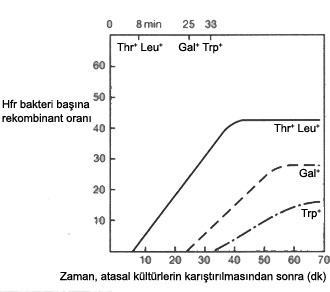 0 8 min 25 33
Thr⁺ Leu⁺ Gal⁺ Trp⁺
60
50
Hfr bakteri başına
rekombinant oranı
40
Thr⁺ Leu⁺
30
Gal⁺
20
Trp⁺
10
10 20 30 40 50 60 70
Zaman, atasal kültürlerin karıştırılmasından sonra (dk)